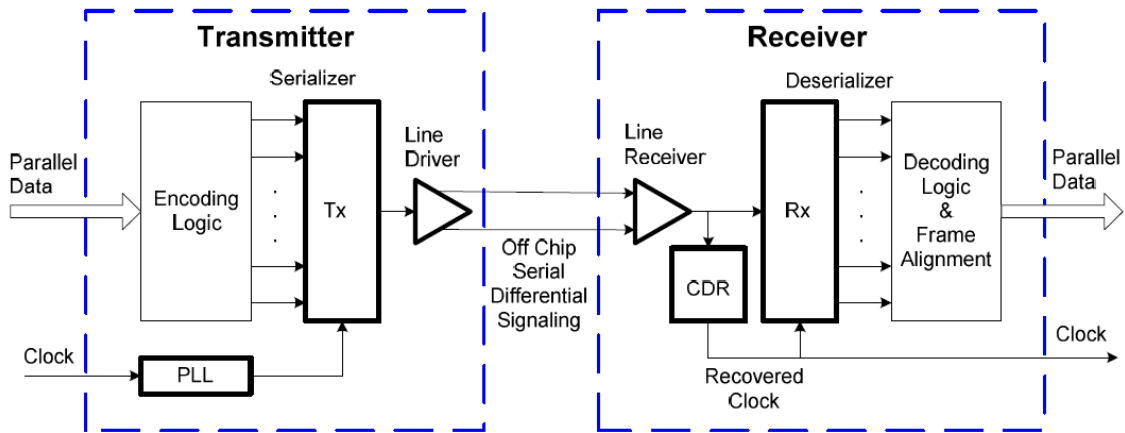 Transmitter
Receiver
Serializer
Deserializer
Parallel
Data
Encoding
Logic
Tx
Line
Driver
Off Chip
Serial
Differential
Signaling
Clock
PLL
Line
Receiver
CDR
Rx
Decoding
Logic
&
Frame
Alignment
Parallel
Data
Recovered
Clock
Clock